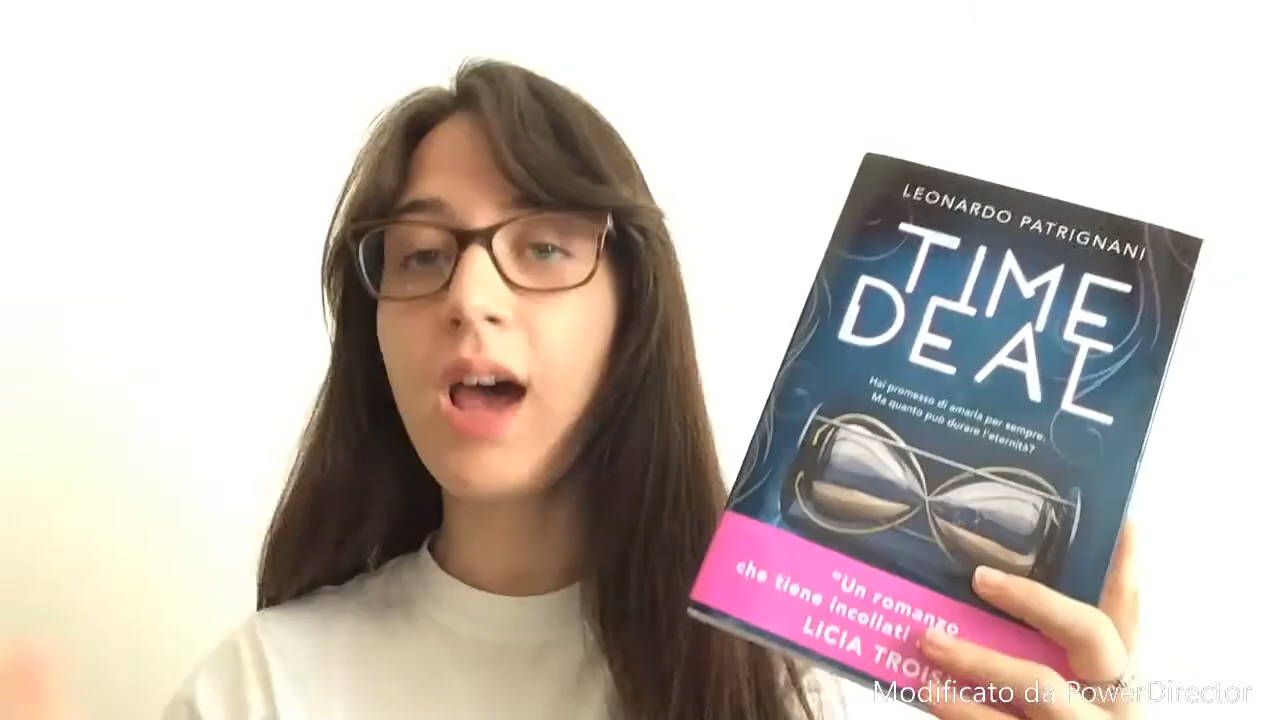 LEONARDO PATRIGNANI
TIME
DEAL
Hai promesso di amarla per sempre.
Ma quanto può durare l'eternità?
"Un romanzo
che tiene incollati
LICIA TROIS
Modificato da PowerDirector